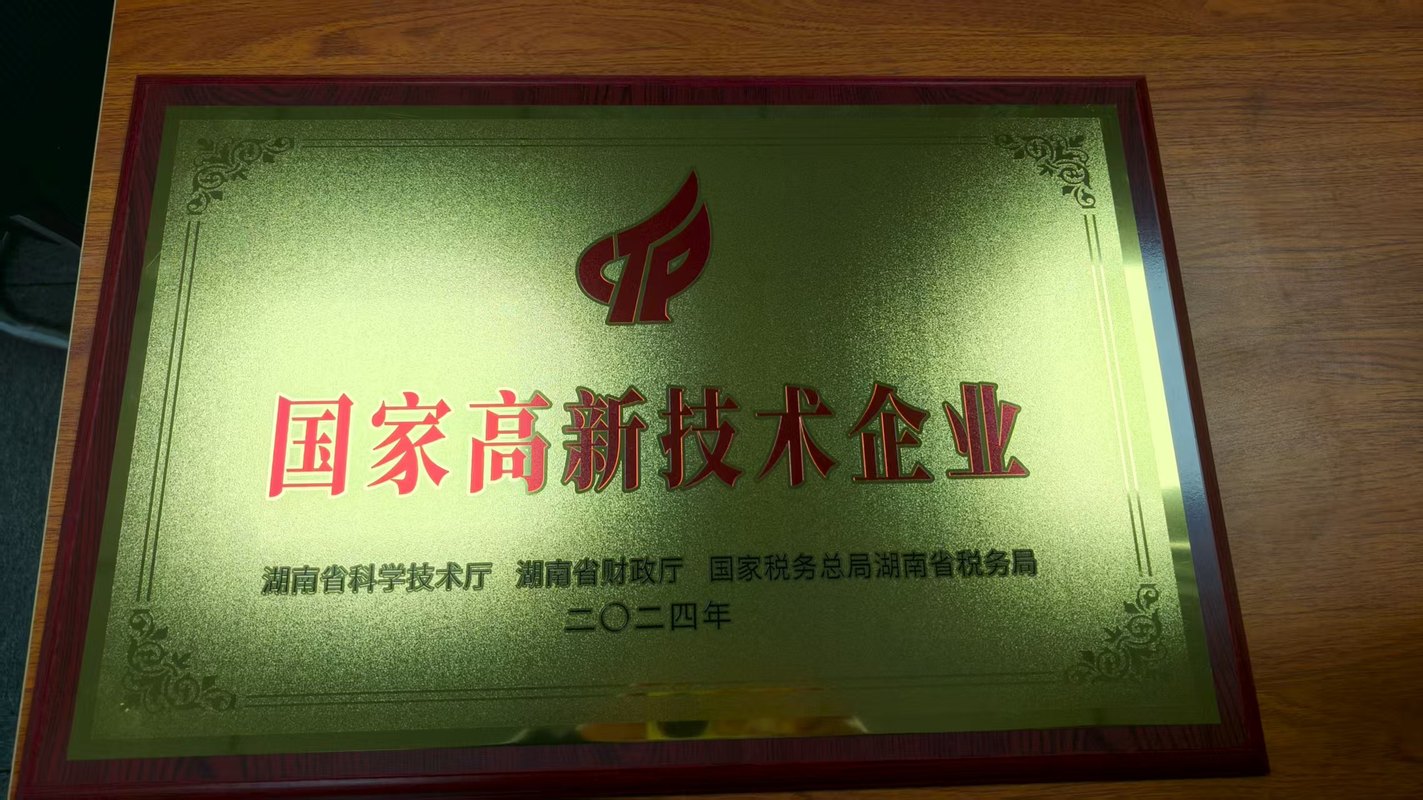 国家高新技术企业
湖南省科学技术厅 湖南省财政厅 国家税务总局湖南省税务局
二〇二四年